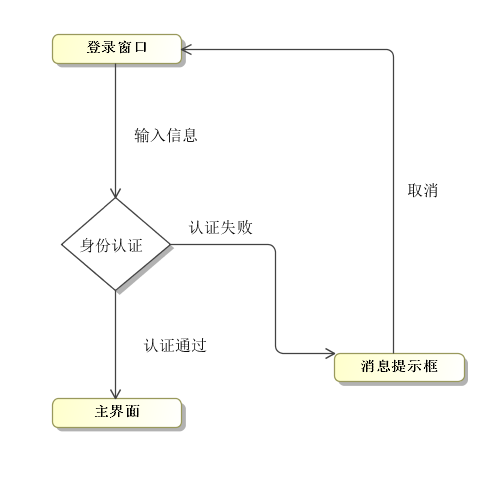 登录窗口
输入信息
取消
认证失败
身份认证
认证通过
消息提示框
主界面